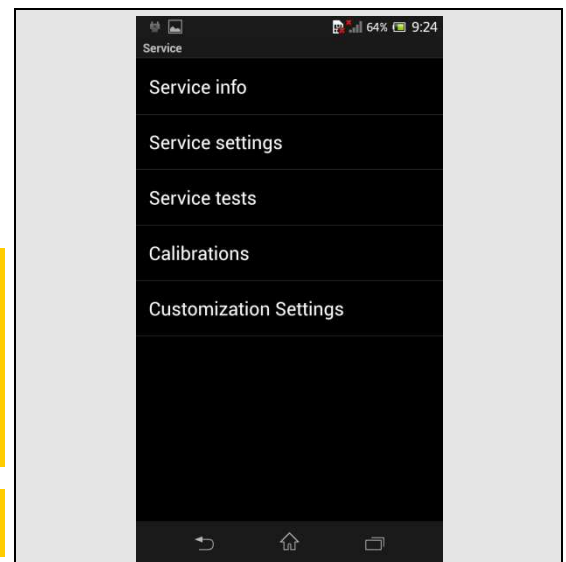 64% 9:24
Service
Service info
Service settings
Service tests
Calibrations
Customization Settings